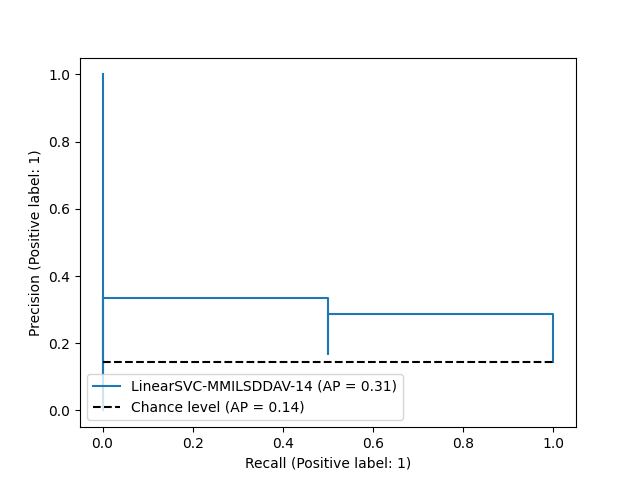 Precision (Positive label: 1)
1.0
0.8
0.6
0.4
0.2
0.0
LinearSVC-MMILSDDAV-14 (AP = 0.31)
Chance level (AP = 0.14)
0.0 0.2 0.4 0.6 0.8 1.0
Recall (Positive label: 1)